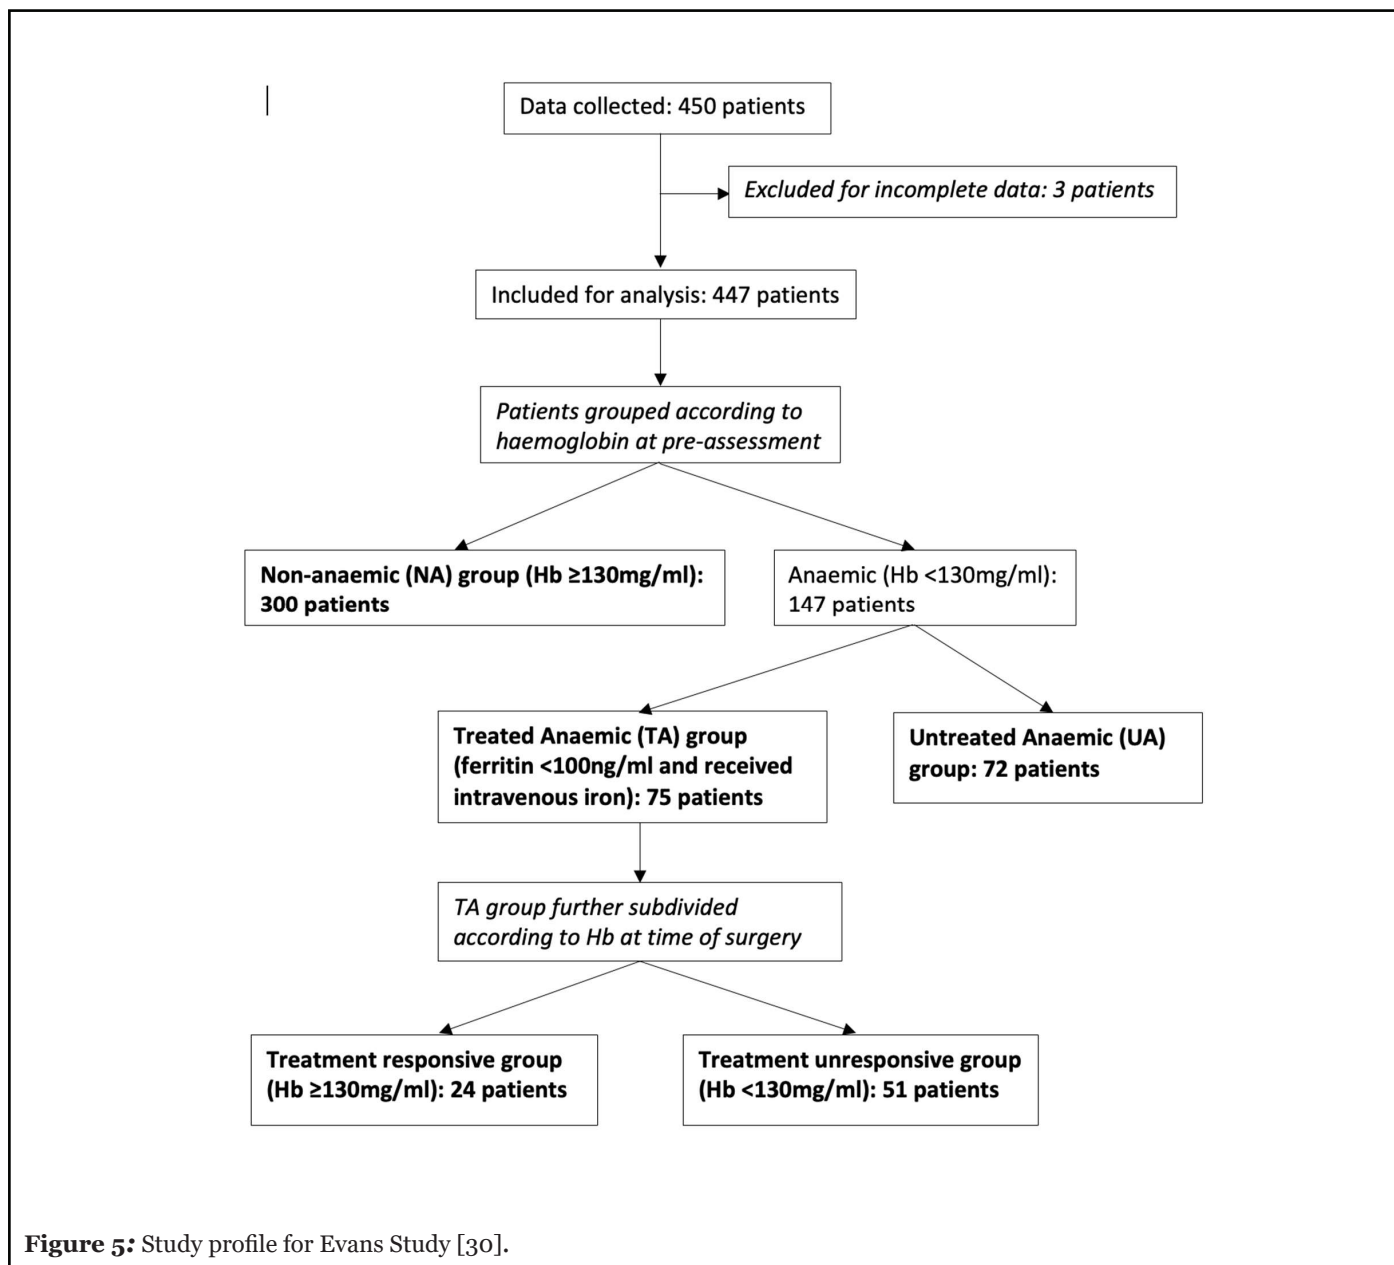 Data collected: 450 patients
Excluded for incomplete data: 3 patients
Included for analysis: 447 patients
Patients grouped according to
haemoglobin at pre-assessment
Non-anaemic (NA) group (Hb ≥130mg/ml):
300 patients
Anaemic (Hb <130mg/ml):
147 patients
Treated Anaemic (TA) group
(ferritin <100ng/ml and received
intravenous iron): 75 patients
Untreated Anaemic (UA)
group: 72 patients
TA group further subdivided
according to Hb at time of surgery
Treatment responsive group
(Hb ≥130mg/ml): 24 patients
Treatment unresponsive group
(Hb <130mg/ml): 51 patients
Figure 5: Study profile for Evans Study [30].